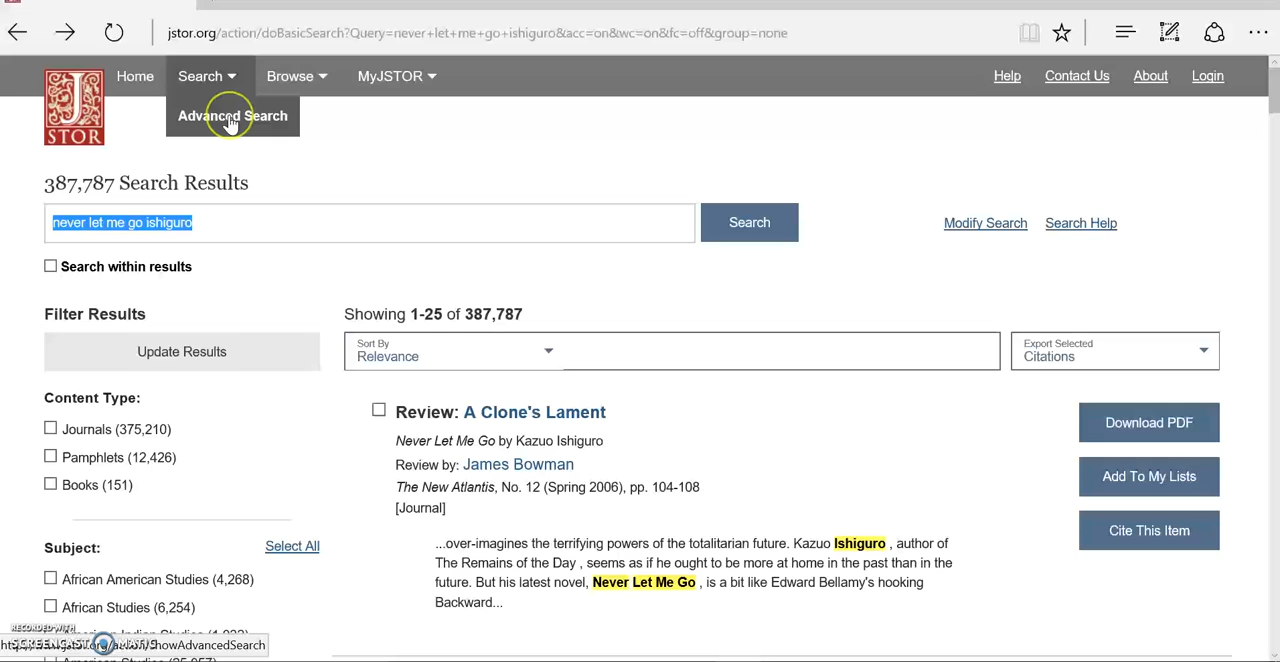 jstor.org/action/doBasicSearch?Query=never+let+me+go+ishiguro&acc=on&wc=on&fc=off&group=none
JSTOR
Home Search Browse MyJSTOR Help Contact Us About Login
Advanced Search
387,787 Search Results
never let me go ishiguro Search Modify Search Search Help
Search within results
Filter Results
Update Results
Content Type:
Journals (375,210)
Pamphlets (12,426)
Books (151)
Subject: Select All
African American Studies (4,268)
African Studies (6,254)
Showing 1-25 of 387,787
Sort By
Relevance
Export Selected
Citations
Review: A Clone's Lament
Never Let Me Go by Kazuo Ishiguro
Review by: James Bowman
The New Atlantis, No. 12 (Spring 2006), pp. 104-108
[Journal]
...over-imagines the terrifying powers of the totalitarian future. Kazuo Ishiguro , author of
The Remains of the Day , seems as if he ought to be more at home in the past than in the
future. But his latest novel, Never Let Me Go , is a bit like Edward Bellamy's hooking
Backward...
Download PDF
Add To My Lists
Cite This Item
RECORDED WITH
SCREENCAST MATIC